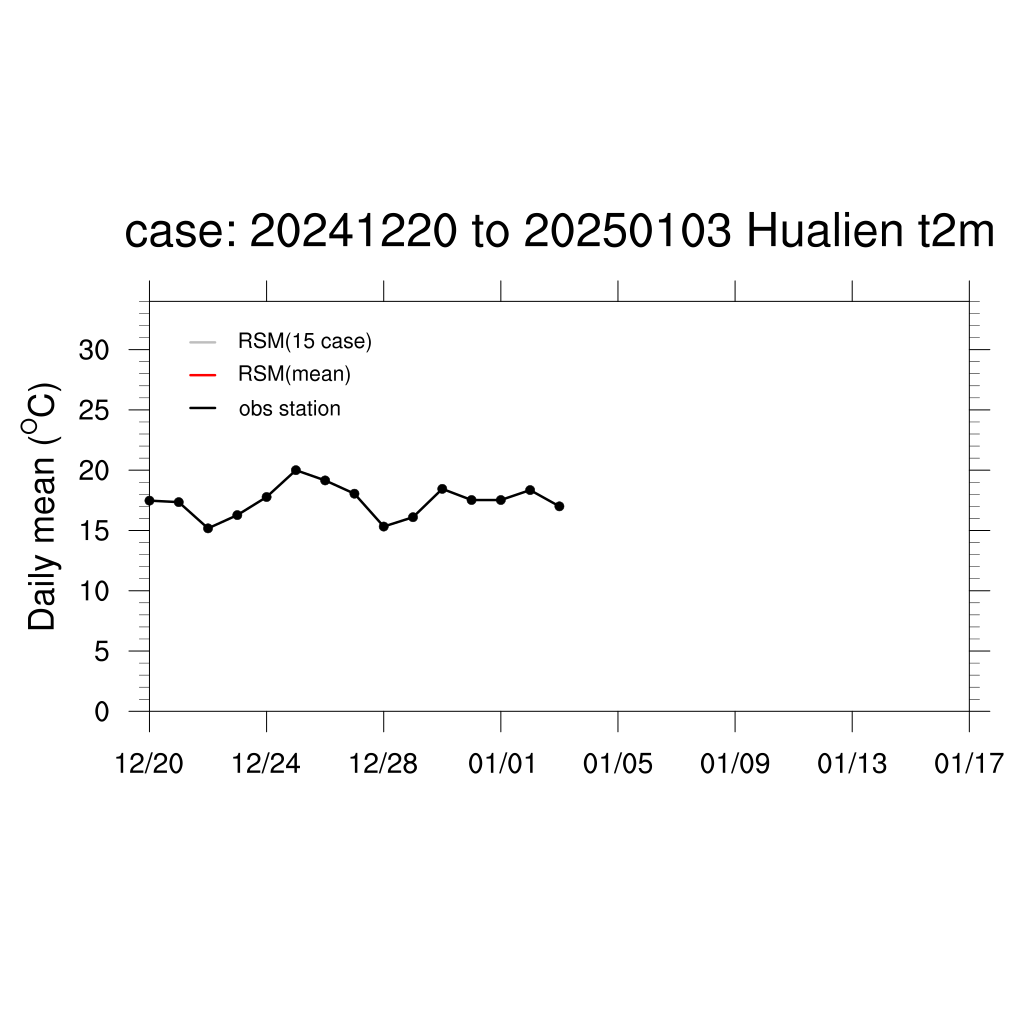 case: 20241220 to 20250103 Hualien t2m
RSM(15 case)
RSM(mean)
obs station
Daily mean (°C)
30
25
20
15
10
5
0
12/20 12/24 12/28 01/01 01/05 01/09 01/13 01/17